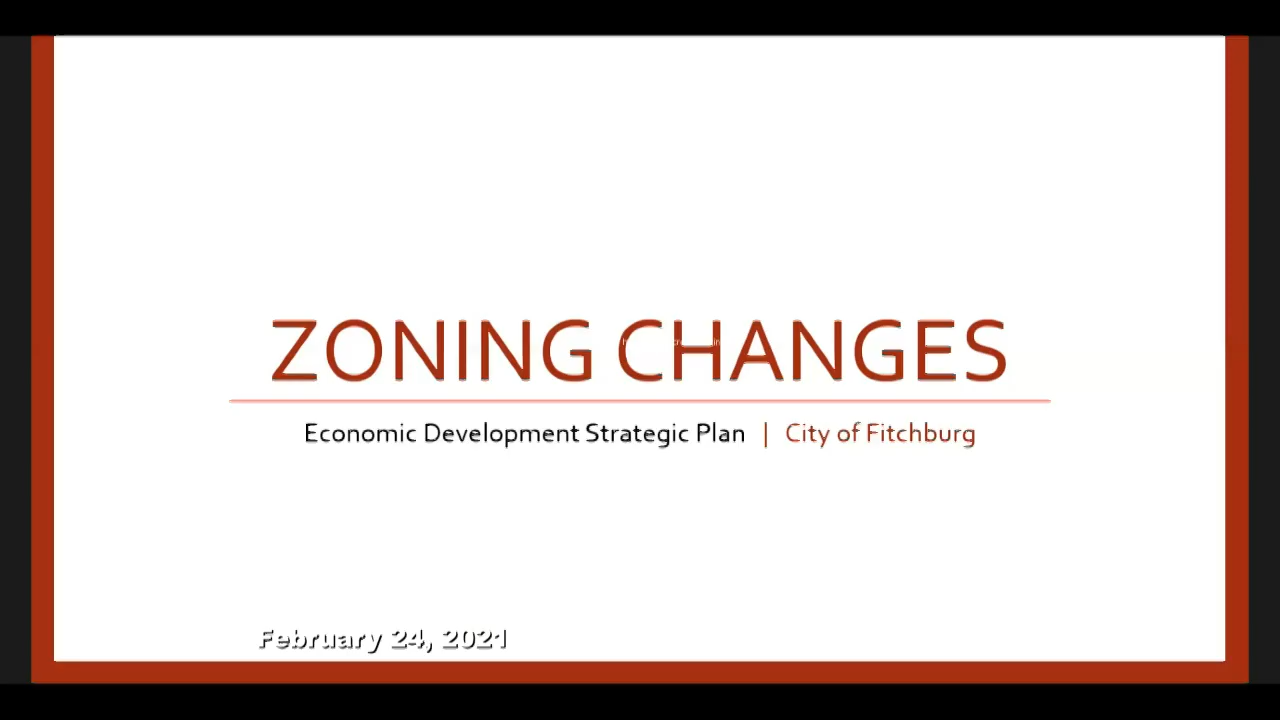 ZONING CHANGES
Economic Development Strategic Plan | City of Fitchburg
February 24, 2021